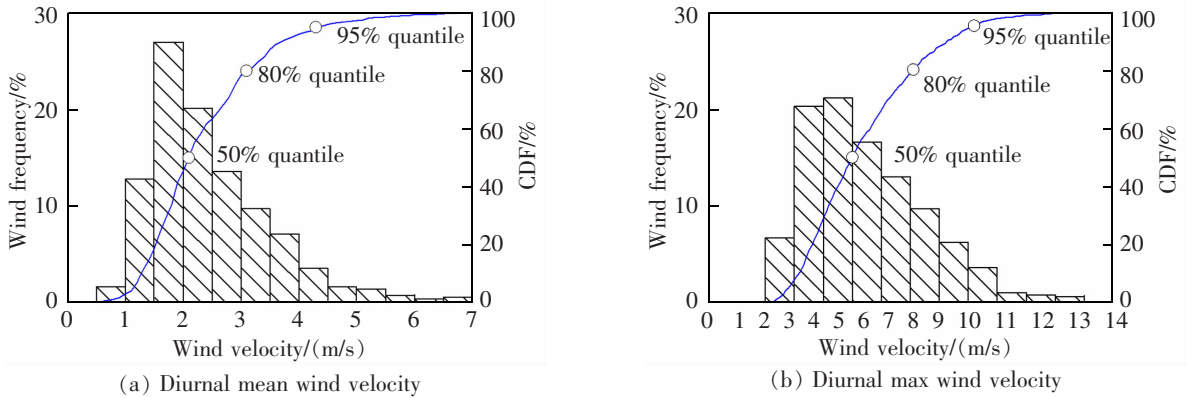 30
20
10
0
Wind frequency/%
100
80
60
40
20
0
CDF/%
95% quantile
80% quantile
50% quantile
0 1 2 3 4 5 6 7
Wind velocity/(m/s)
(a) Diurnal mean wind velocity
30
20
10
0
Wind frequency/%
100
80
60
40
20
0
CDF/%
95% quantile
80% quantile
50% quantile
0 1 2 3 4 5 6 7 8 9 10 11 12 13 14
Wind velocity/(m/s)
(b) Diurnal max wind velocity